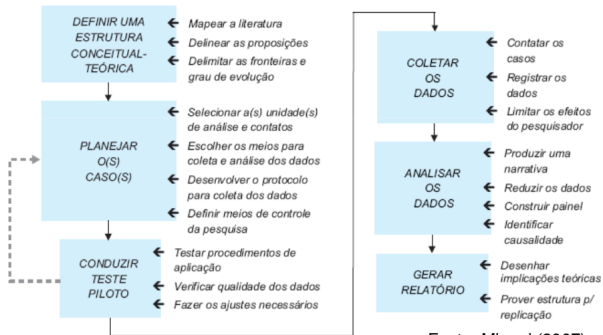 DEFINIR UMA
ESTRUTURA
CONCEITUAL-
TEÓRICA
Mapear a literatura
Delinear as proposições
Delimitar as fronteiras e
grau de evolução
PLANEJAR
O(S)
CASO(S)
Selecionar a(s) unidade(s)
de análise e contatos
Escolher os meios para
coleta e análise dos dados
Desenvolver o protocolo
para coleta dos dados
Definir meios de controle
da pesquisa
CONDUZIR
TESTE
PILOTO
Testar procedimentos de
aplicação
Verificar qualidade dos dados
Fazer os ajustes necessários
COLETAR
OS
DADOS
Contatar os
casos
Registrar os
dados
Limitar os efeitos
do pesquisador
ANALISAR
OS
DADOS
Produzir uma
narrativa
Reduzir os dados
Construir painel
Identificar
causalidade
GERAR
RELATÓRIO
Desenhar
implicações teóricas
Prover estrutura p/
replicação